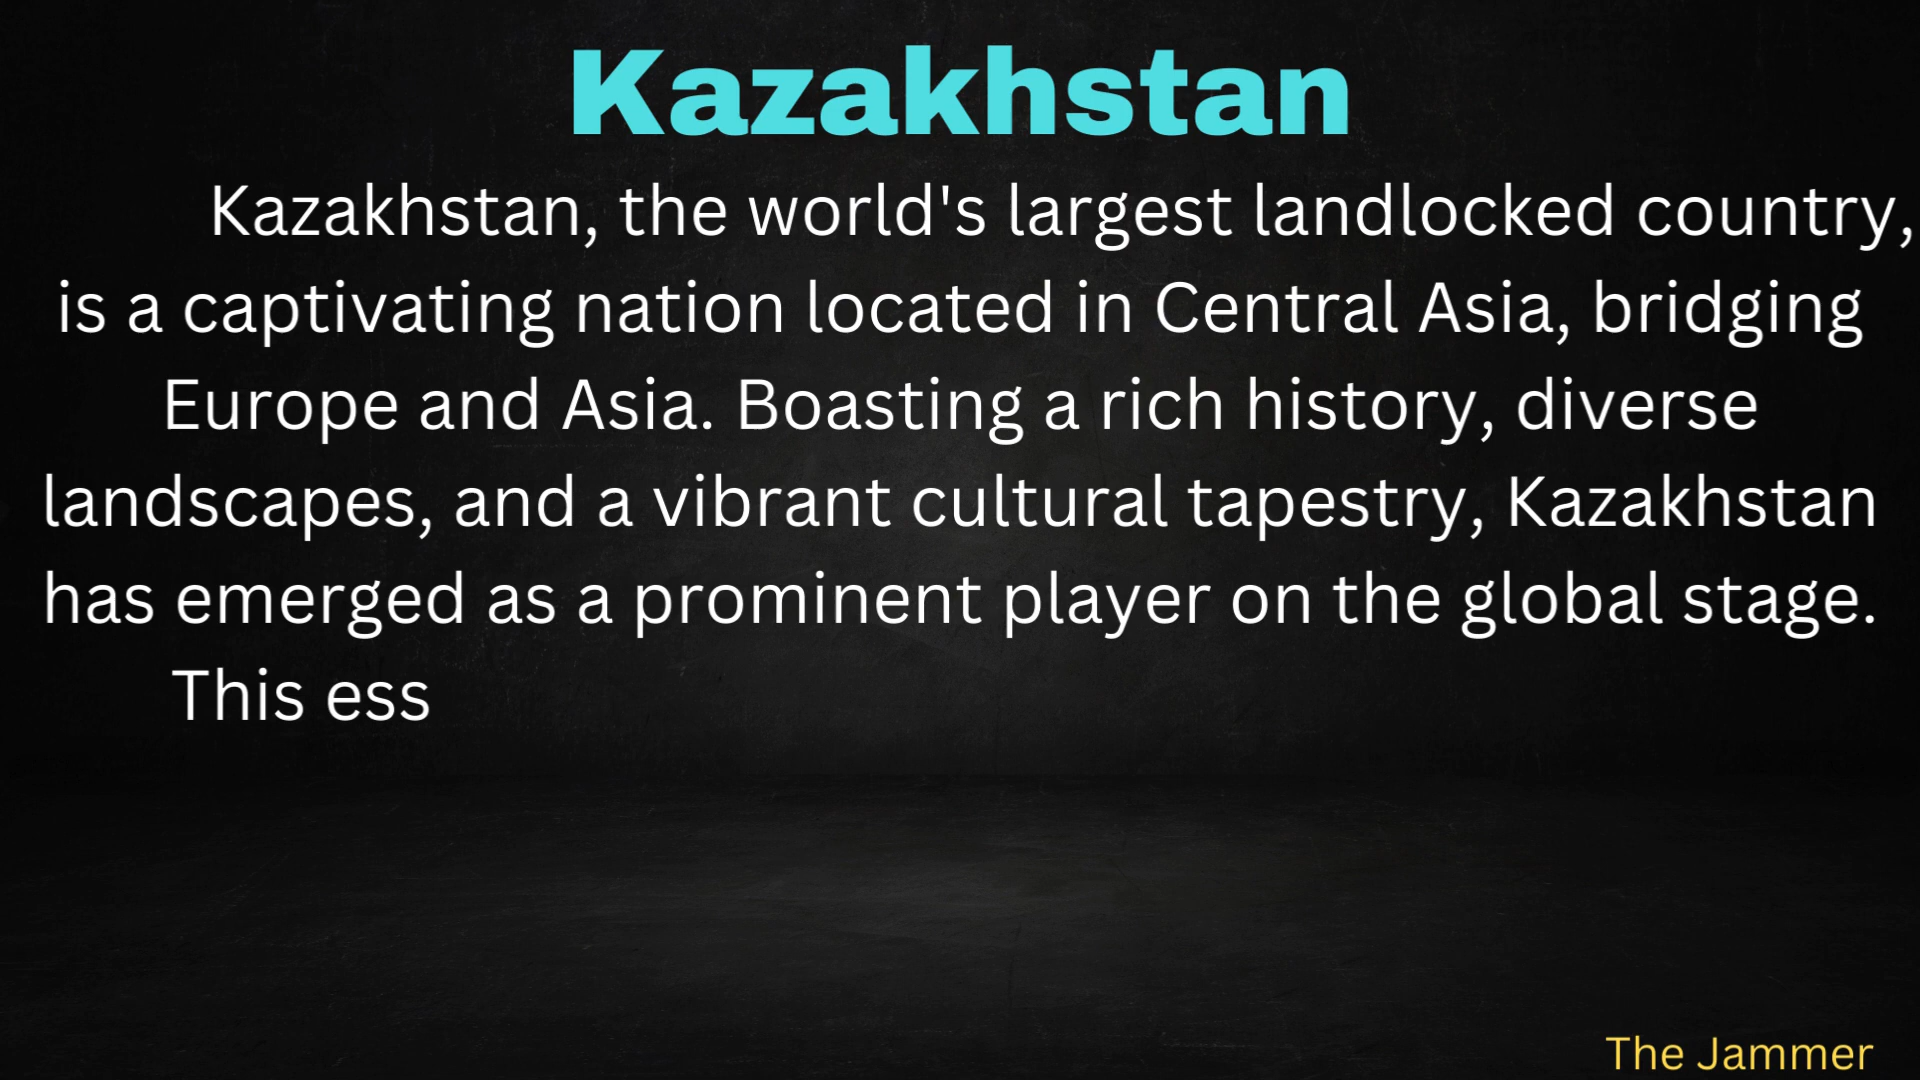 Kazakhstan
Kazakhstan, the world's largest landlocked country,
is a captivating nation located in Central Asia, bridging
Europe and Asia. Boasting a rich history, diverse
landscapes, and a vibrant cultural tapestry, Kazakhstan
has emerged as a prominent player on the global stage.
This ess
The Jammer